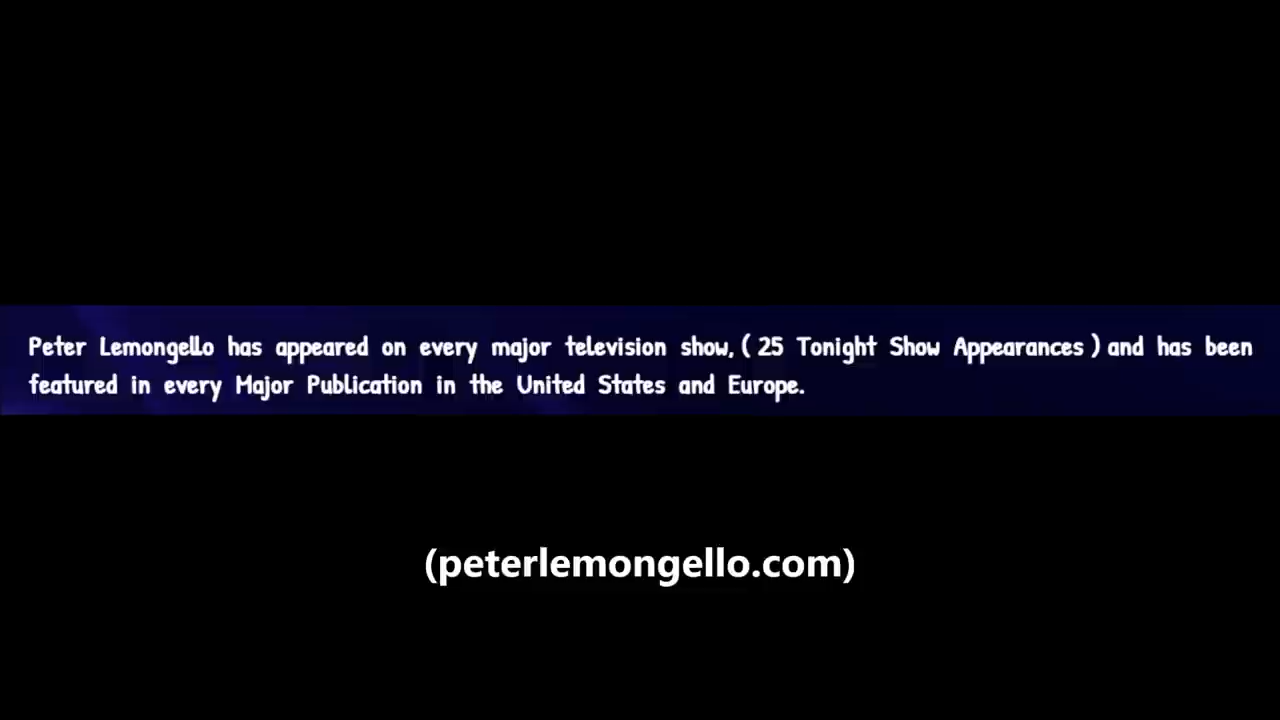 Peter Lemongello has appeared on every major television show, ( 25 Tonight Show Appearances ) and has been
featured in every Major Publication in the United States and Europe.
(peterlemongello.com)